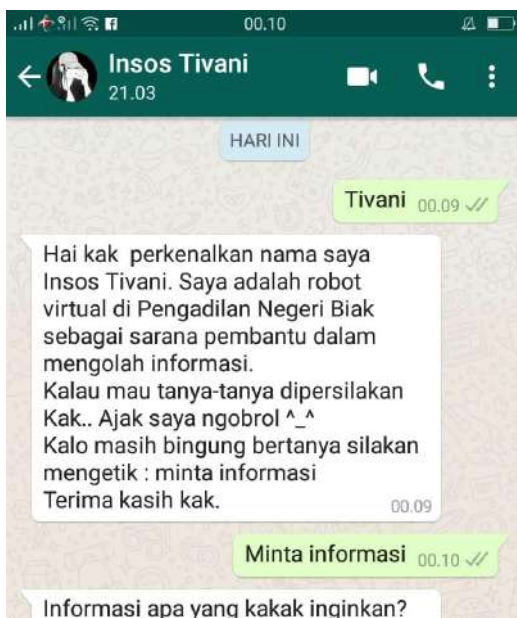 00.10
Insos Tivani
21.03
HARI INI
Tivani 00.09
Hai kak perkenalkan nama saya
Insos Tivani. Saya adalah robot
virtual di Pengadilan Negeri Biak
sebagai sarana pembantu dalam
mengolah informasi.
Kalau mau tanya-tanya dipersilakan
Kak.. Ajak saya ngobrol ^_^
Kalo masih bingung bertanya silakan
mengetik : minta informasi
Terima kasih kak. 00.09
Minta informasi 00.10
Informasi apa yang kakak inginkan?